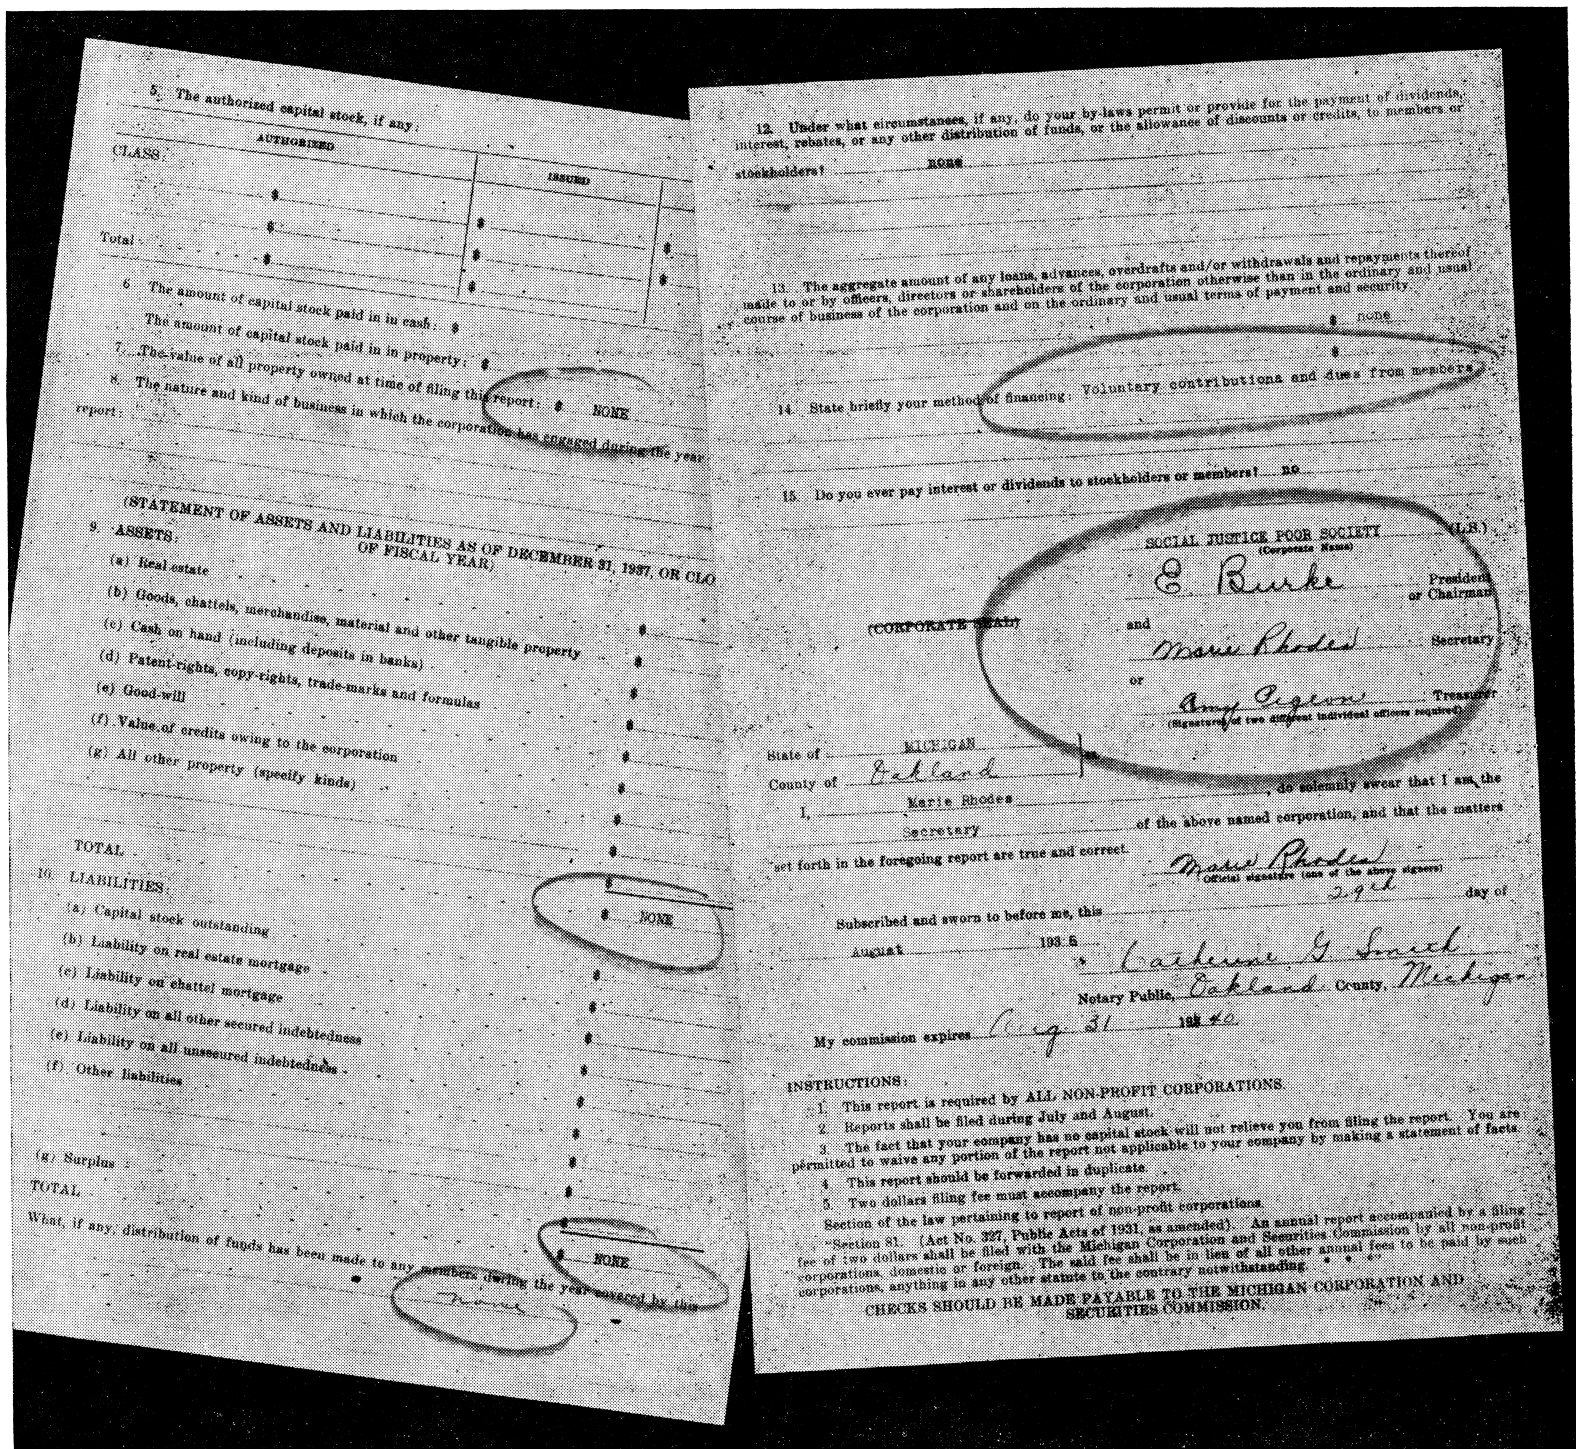 5. The authorized capital stock, if any:
AUTHORIZED
ISSUED
CLASS:
$
$
$
$
$
$
Total
$
$
6 The amount of capital stock paid in in cash: $
The amount of capital stock paid in in property: $
7. The value of all property owned at time of filing this report: $ NONE
8. The nature and kind of business in which the corporation has engaged during the year
report:
(STATEMENT OF ASSETS AND LIABILITIES AS OF DECEMBER 31, 1937, OR CLO
OF FISCAL YEAR)
9. ASSETS:
(a) Real estate $
(b) Goods, chattels, merchandise, material and other tangible property $
(c) Cash on hand (including deposits in banks) $
(d) Patent-rights, copy-rights, trade-marks and formulas $
(e) Good-will $
(f) Value of credits owing to the corporation $
(g) All other property (specify kinds) $
$
$
TOTAL $ NONE
10. LIABILITIES:
(a) Capital stock outstanding $
(b) Liability on real estate mortgage $
(c) Liability on chattel mortgage $
(d) Liability on all other secured indebtedness $
(e) Liability on all unsecured indebtedness $
(f) Other liabilities $
$
$
(g) Surplus $
TOTAL $ NONE
What, if any, distribution of funds has been made to any members during the year covered by this
none
12. Under what circumstances, if any, do your by-laws permit or provide for the payment of dividends,
interest, rebates, or any other distribution of funds, or the allowance of discounts or credits, to members or
stockholders? none
13. The aggregate amount of any loans, advances, overdrafts and/or withdrawals and repayments thereof
made to or by officers, directors or shareholders of the corporation otherwise than in the ordinary and usual
course of business of the corporation and on the ordinary and usual terms of payment and security.
$ none
$
14. State briefly your method of financing: Voluntary contributions and dues from members
15. Do you ever pay interest or dividends to stockholders or members? no
SOCIAL JUSTICE POOR SOCIETY (L.S.)
(Corporate Name)
E Burke President
or Chairman
(CORPORATE SEAL)
and
Marie Rhodes Secretary
or
Amy Pigeon Treasurer
(Signatures of two different individual officers required)
State of MICHIGAN } ss
County of Oakland
I, Marie Rhodes, do solemnly swear that I am the
Secretary of the above named corporation, and that the matters
set forth in the foregoing report are true and correct.
Marie Rhodes
Official signature (one of the above signers)
Subscribed and sworn to before me, this 29th day of
August 193
Catherine G Smith
Notary Public, Oakland County, Michigan
My commission expires Aug. 31 1940
INSTRUCTIONS:
1. This report is required by ALL NON-PROFIT CORPORATIONS.
2. Reports shall be filed during July and August.
3. The fact that your company has no capital stock will not relieve you from filing the report. You are
permitted to waive any portion of the report not applicable to your company by making a statement of facts.
4 This report should be forwarded in duplicate.
5. Two dollars filing fee must accompany the report.
Section of the law pertaining to report of non-profit corporations.
"Section 81. (Act No. 327, Public Acts of 1931, as amended). An annual report accompanied by a filing
fee of two dollars shall be filed with the Michigan Corporation and Securities Commission by all non-profit
corporations, domestic or foreign. The said fee shall be in lieu of all other annual fees to be paid by such
corporations, anything in any other statute to the contrary notwithstanding. * * *"
CHECKS SHOULD BE MADE PAYABLE TO THE MICHIGAN CORPORATION AND
SECURITIES COMMISSION.